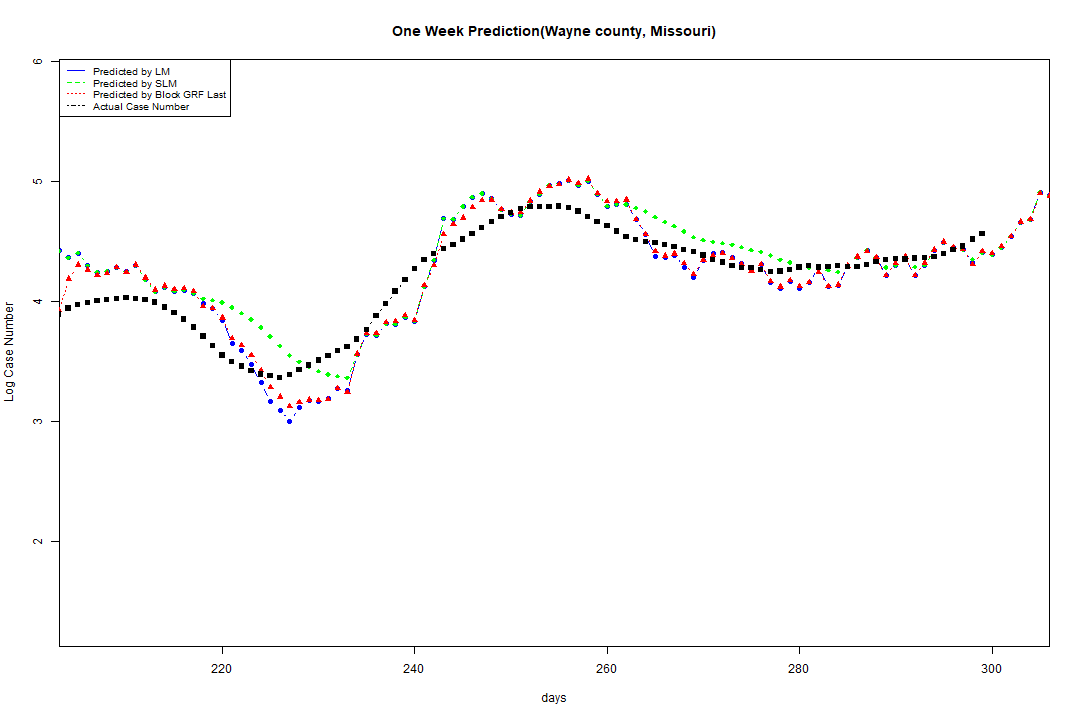 One Week Prediction(Wayne county, Missouri)
Predicted by LM
Predicted by SLM
Predicted by Block GRF Last
Actual Case Number
6
5
4
3
2
Log Case Number
220 240 260 280 300
days